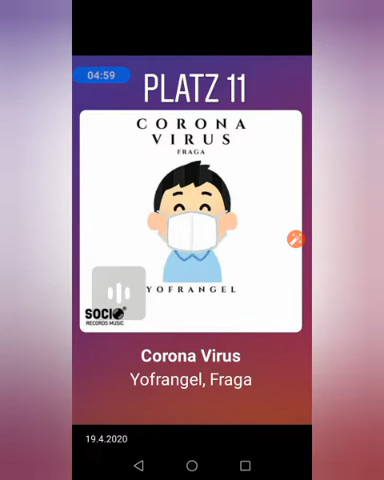 04:59
PLATZ 11
CORONA
VIRUS
FRAGA
YOFRANGEL
SOCIO
RECORDS MUSIC
Corona Virus
Yofrangel, Fraga
19.4.2020